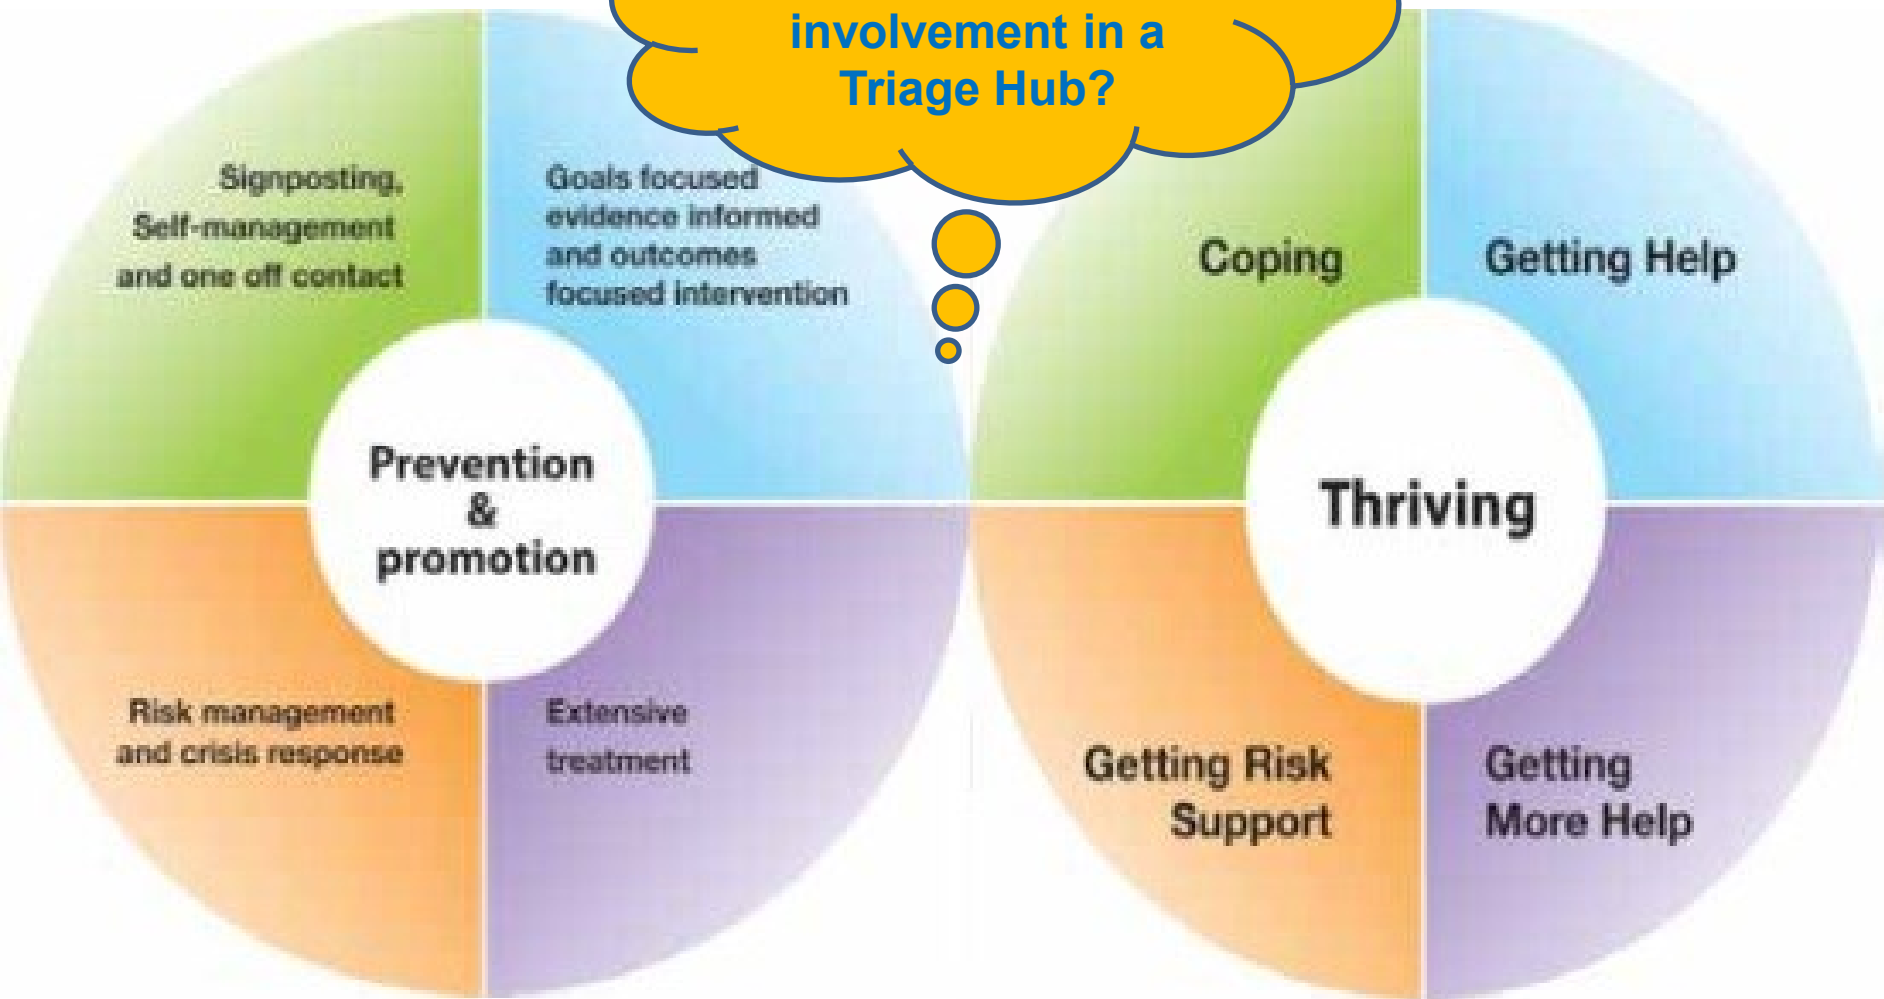 involvement in a
Triage Hub?
Signposting,
Self-management
and one off contact
Goals focused
evidence informed
and outcomes
focused intervention
Prevention
&
promotion
Risk management
and crisis response
Extensive
treatment
Coping
Getting Help
Thriving
Getting Risk
Support
Getting
More Help